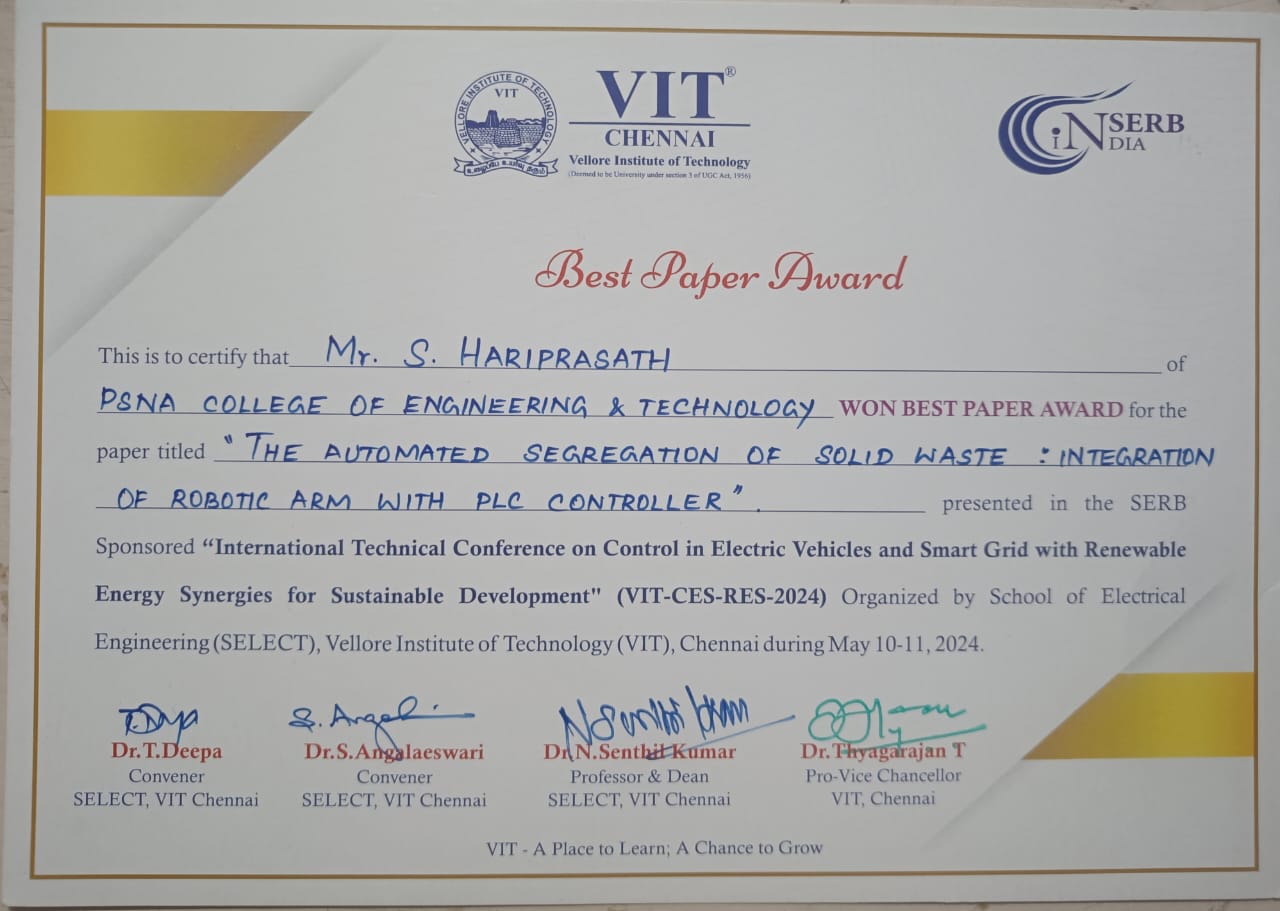 VELLORE INSTITUTE OF TECHNOLOGY
VIT
VIT®
CHENNAI
Vellore Institute of Technology
(Deemed to be University under section 3 of UGC Act, 1956)
iNSERB
DIA
Best Paper Award
This is to certify that Mr. S. HARIPRASATH of
PSNA COLLEGE OF ENGINEERING & TECHNOLOGY WON BEST PAPER AWARD for the
paper titled "THE AUTOMATED SEGREGATION OF SOLID WASTE : INTEGRATION
OF ROBOTIC ARM WITH PLC CONTROLLER". presented in the SERB
Sponsored “International Technical Conference on Control in Electric Vehicles and Smart Grid with Renewable
Energy Synergies for Sustainable Development" (VIT-CES-RES-2024) Organized by School of Electrical
Engineering (SELECT), Vellore Institute of Technology (VIT), Chennai during May 10-11, 2024.
Dr.T.Deepa Dr.S.Angalaeswari Dr.N.Senthil Kumar Dr.Thyagarajan T
Convener Convener Professor & Dean Pro-Vice Chancellor
SELECT, VIT Chennai SELECT, VIT Chennai SELECT, VIT Chennai VIT, Chennai
VIT - A Place to Learn; A Chance to Grow